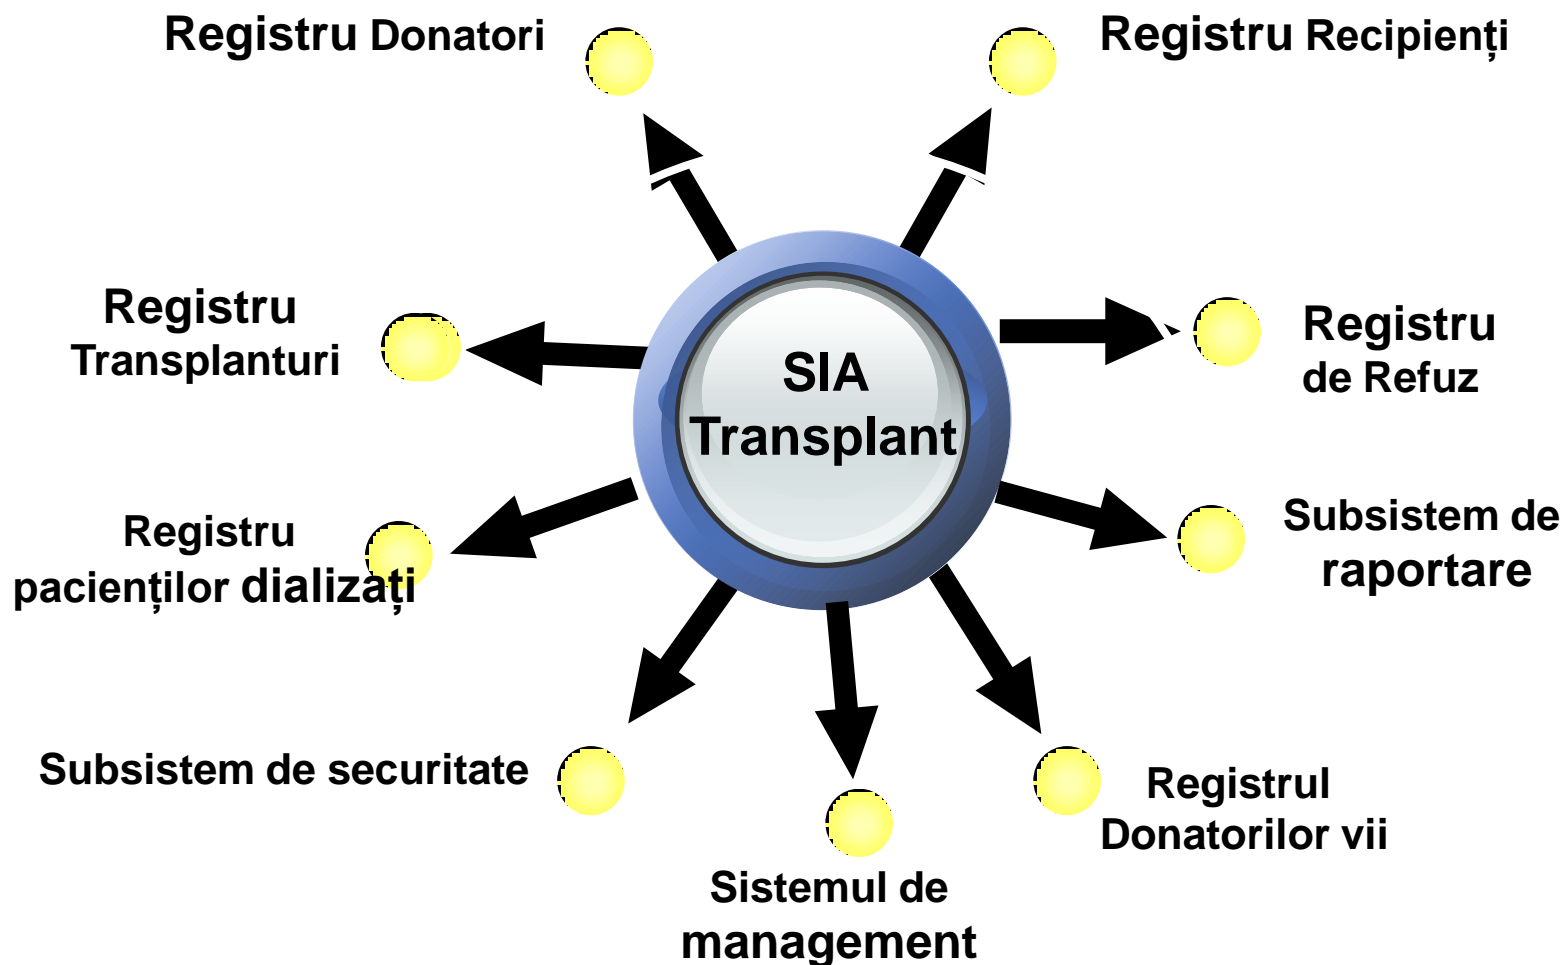 Registru Donatori
Registru Recipienți
Registru
Transplanturi
SIA
Transplant
Registru
de Refuz
Registru
pacienților dializați
Subsistem de
raportare
Subsistem de securitate
Sistemul de
management
Registrul
Donatorilor vii